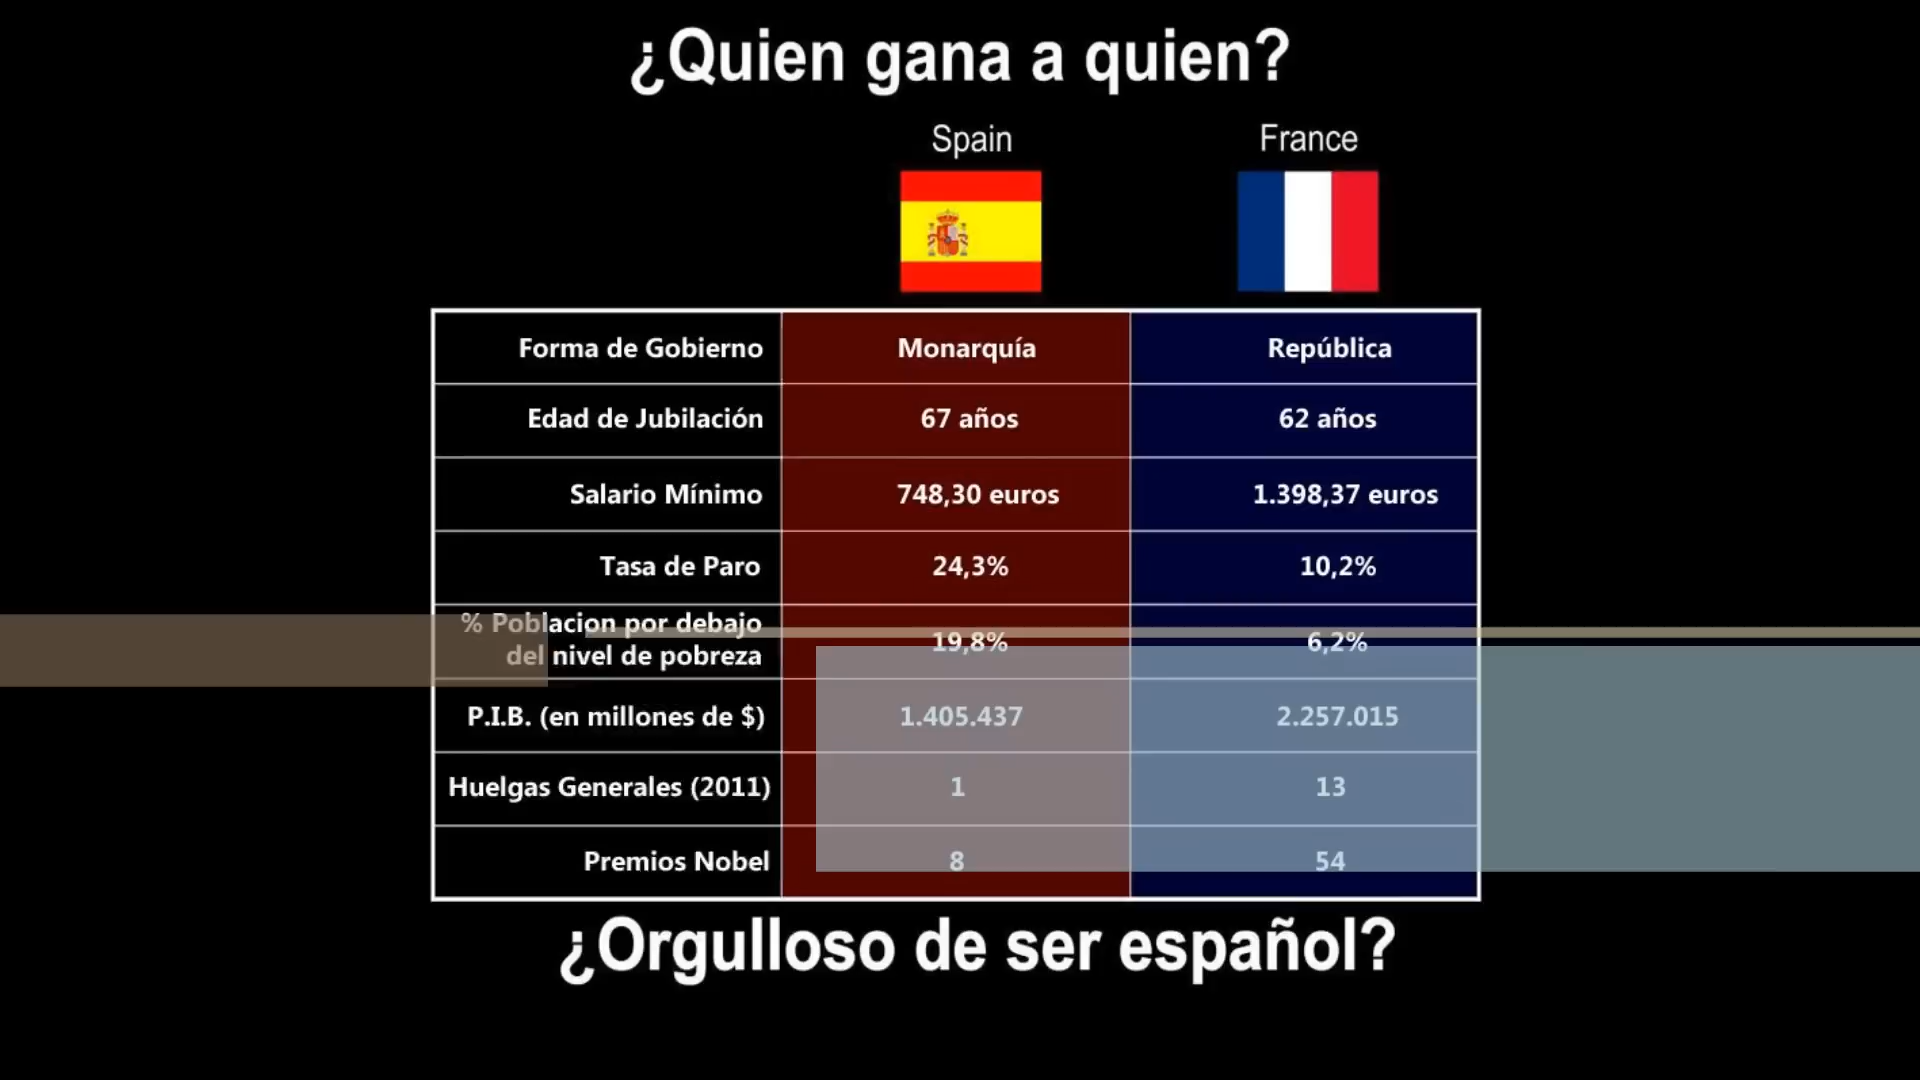 ¿Quien gana a quien?
Spain France
Forma de Gobierno Monarquía República
Edad de Jubilación 67 años 62 años
Salario Mínimo 748,30 euros 1.398,37 euros
Tasa de Paro 24,3% 10,2%
% Poblacion por debajo
del nivel de pobreza 19,8% 6,2%
P.I.B. (en millones de $) 1.405.437 2.257.015
Huelgas Generales (2011) 1 13
Premios Nobel 8 54
¿Orgulloso de ser español?